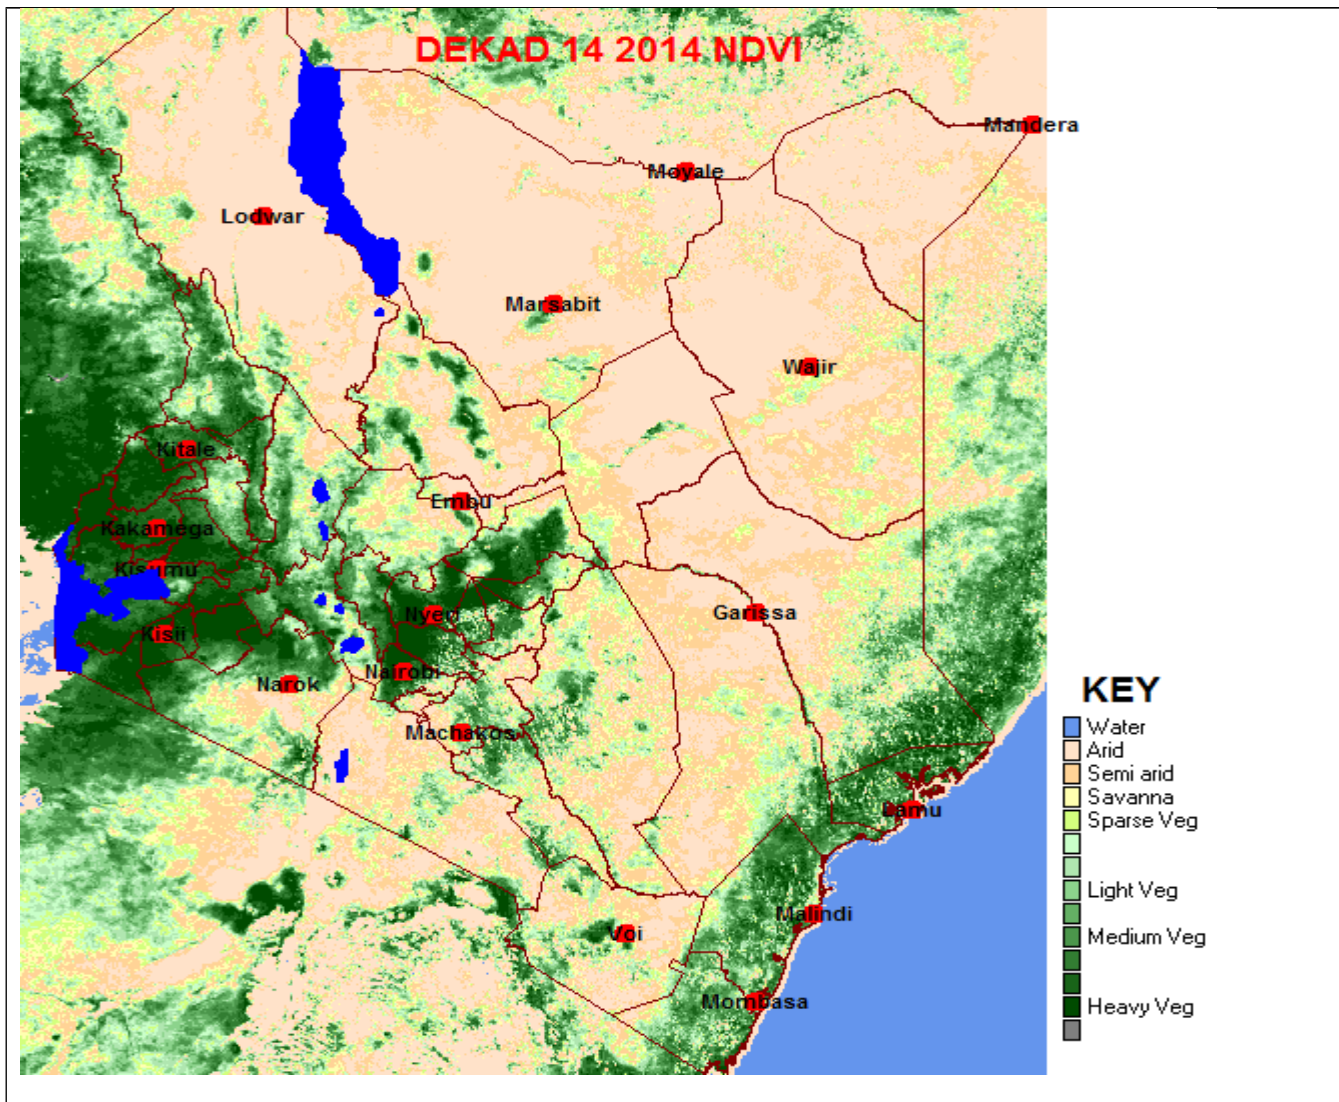 DEKAD 14 2014 NDVI
Mandera
Moyale
Lodwar
Marsabit
Wajir
Kitale
Embu
Kakamega
Kisumu
Nyeri
Garissa
Kisii
Nairobi
Narok
Machakos
Lamu
Malindi
Voi
Mombasa
KEY
Water
Arid
Semi arid
Savanna
Sparse Veg
Light Veg
Medium Veg
Heavy Veg